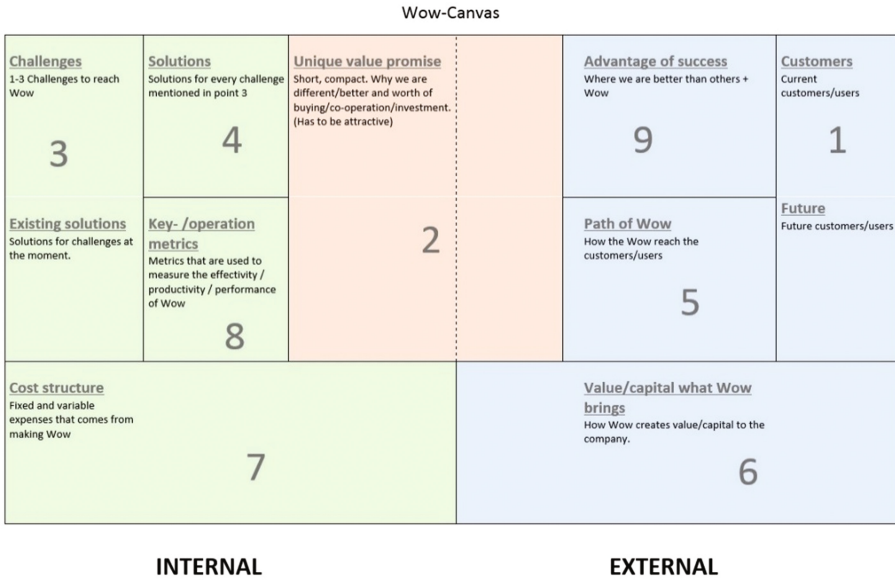 Wow-Canvas
Challenges
1-3 Challenges to reach
Wow
3
Solutions
Solutions for every challenge
mentioned in point 3
4
Unique value promise
Short, compact. Why we are
different/better and worth of
buying/co-operation/investment.
(Has to be attractive)
2
Advantage of success
Where we are better than others +
Wow
9
Customers
Current
customers/users
1
Existing solutions
Solutions for challenges at
the moment.
Key- /operation
metrics
Metrics that are used to
measure the effectivity /
productivity / performance
of Wow
8
Path of Wow
How the Wow reach the
customers/users
5
Future
Future customers/users
Cost structure
Fixed and variable
expenses that comes from
making Wow
7
Value/capital what Wow
brings
How Wow creates value/capital to the
company.
6
INTERNAL
EXTERNAL